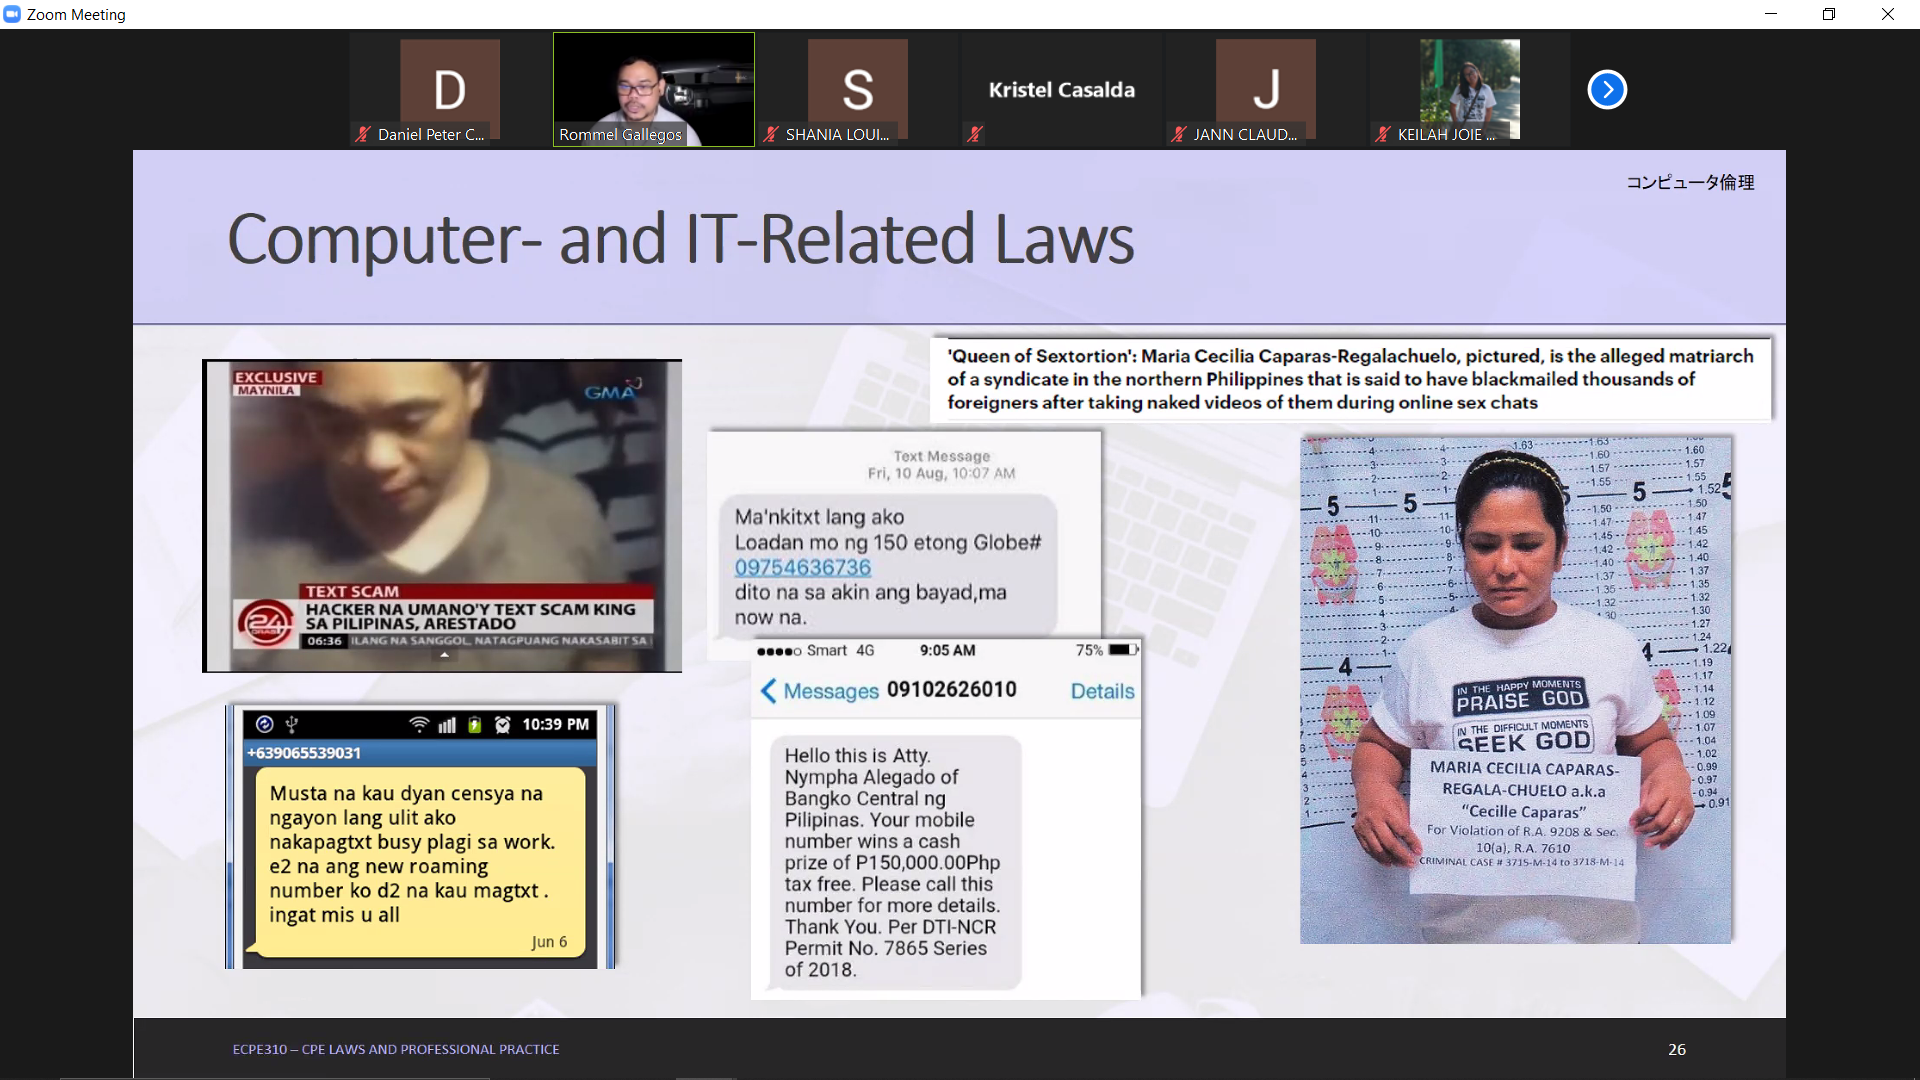 Zoom Meeting
D
Daniel Peter C...
Rommel Gallegos
S
SHANIA LOUI...
Kristel Casalda
J
JANN CLAUD...
KEILAH JOIE ...
コンピュータ倫理
Computer- and IT-Related Laws
'Queen of Sextortion': Maria Cecilia Caparas-Regalachuelo, pictured, is the alleged matriarch
of a syndicate in the northern Philippines that is said to have blackmailed thousands of
foreigners after taking naked videos of them during online sex chats
EXCLUSIVE
MAYNILA
GMA
TEXT SCAM
HACKER NA UMANO'Y TEXT SCAM KING
SA PILIPINAS, ARESTADO
24
ORAS
06:36 ILANG NA SANGGOL, NATAGPUANG NAKASABIT SA
Text Message
Fri, 10 Aug, 10:07 AM
Ma'nkitxt lang ako
Loadan mo ng 150 etong Globe#
09754636736
dito na sa akin ang bayad,ma
now na.
Smart 4G 9:05 AM 75%
Messages 09102626010 Details
Hello this is Atty.
Nympha Alegado of
Bangko Central ng
Pilipinas. Your mobile
number wins a cash
prize of P150,000.00Php
tax free. Please call this
number for more details.
Thank You. Per DTI-NCR
Permit No. 7865 Series
of 2018.
10:39 PM
+639065539031
Musta na kau dyan censya na
ngayon lang ulit ako
nakapagtxt busy plagi sa work.
e2 na ang new roaming
number ko d2 na kau magtxt .
ingat mis u all
Jun 6
5 5 5 5
4 4
IN THE HAPPY MOMENTS
PRAISE GOD
IN THE DIFFICULT MOMENTS
SEEK GOD
MARIA CECILIA CAPARAS-
REGALA-CHUELO a.k.a
"Cecille Caparas"
For Violation of R.A. 9208 & Sec.
10(a), R.A. 7610
CRIMINAL CASE # 3715-M-14 to 3718-M-14
ECPE310 – CPE LAWS AND PROFESSIONAL PRACTICE
26